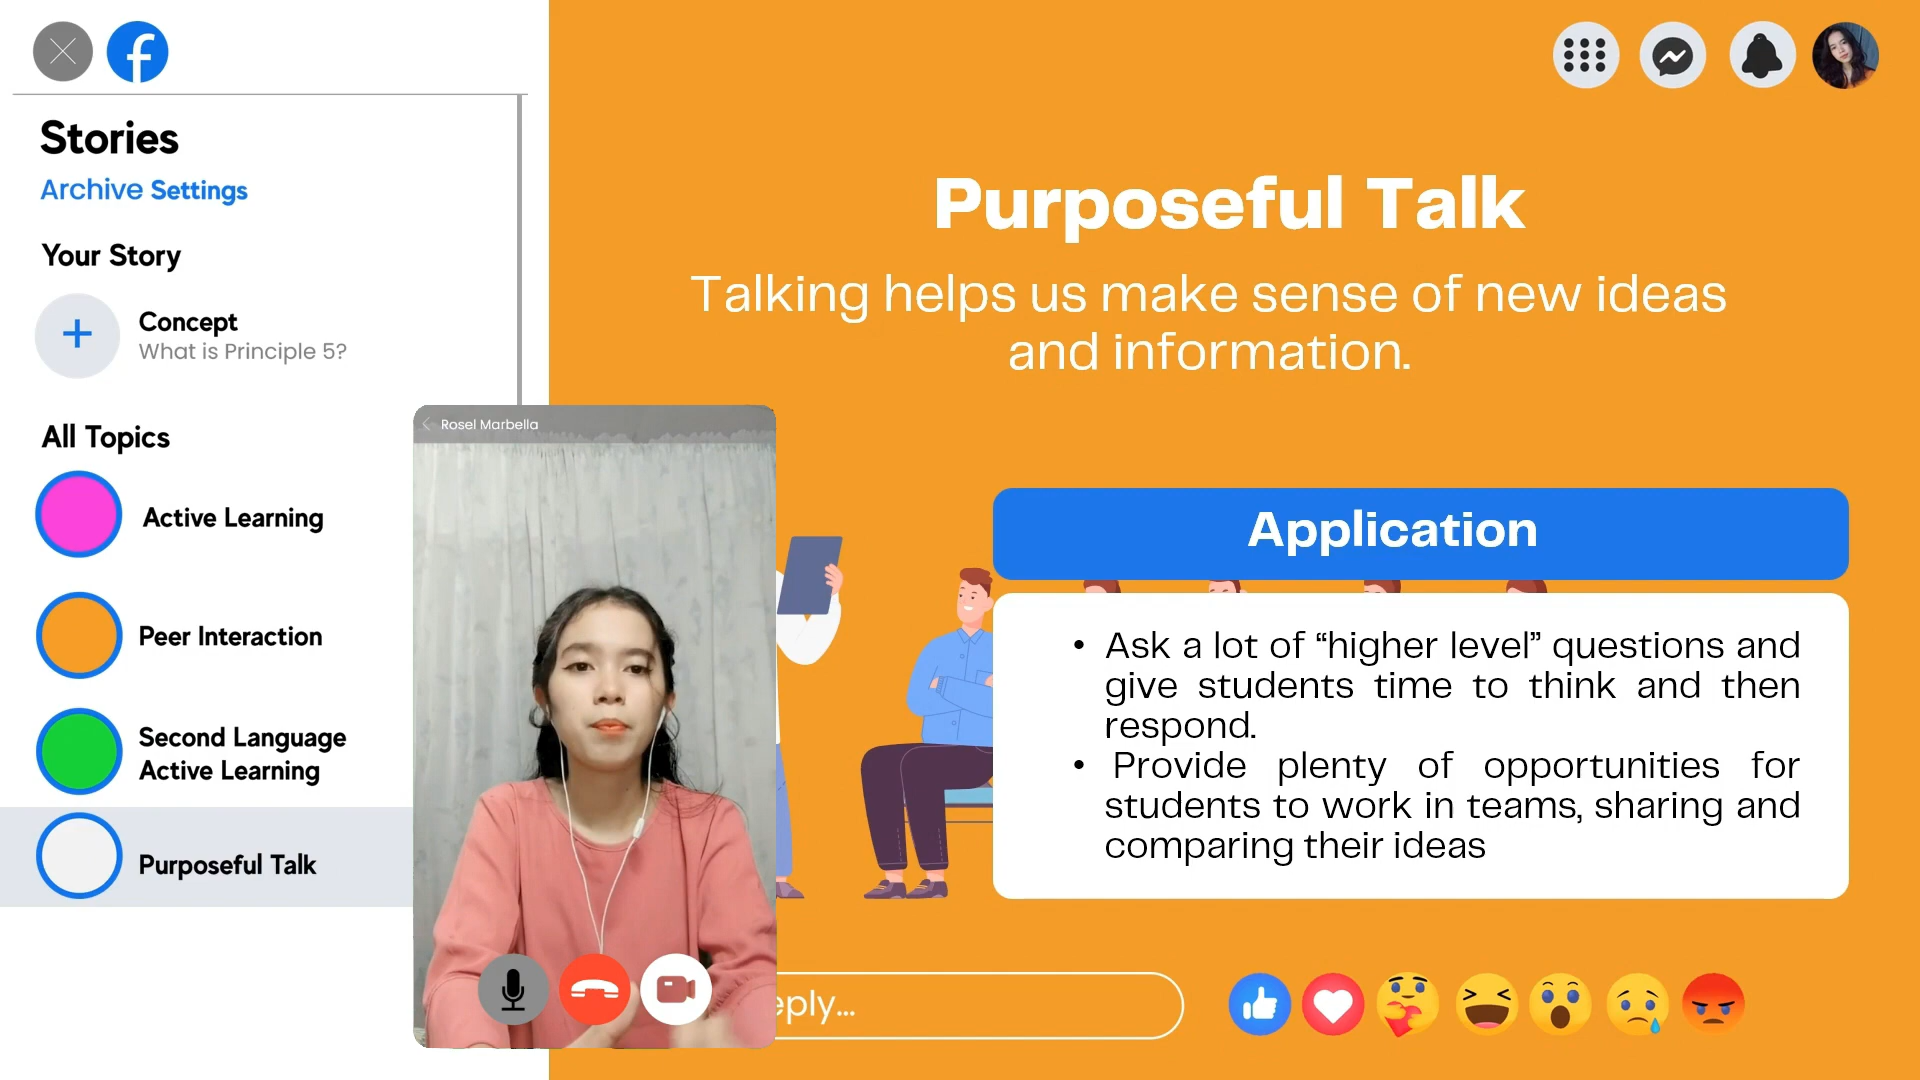 Stories
Archive Settings
Your Story
Concept
What is Principle 5?
All Topics
Active Learning
Peer Interaction
Second Language
Active Learning
Purposeful Talk
Rosel Marbella
Purposeful Talk
Talking helps us make sense of new ideas
and information.
Application
• Ask a lot of “higher level” questions and
give students time to think and then
respond.
• Provide plenty of opportunities for
students to work in teams, sharing and
comparing their ideas
eply...